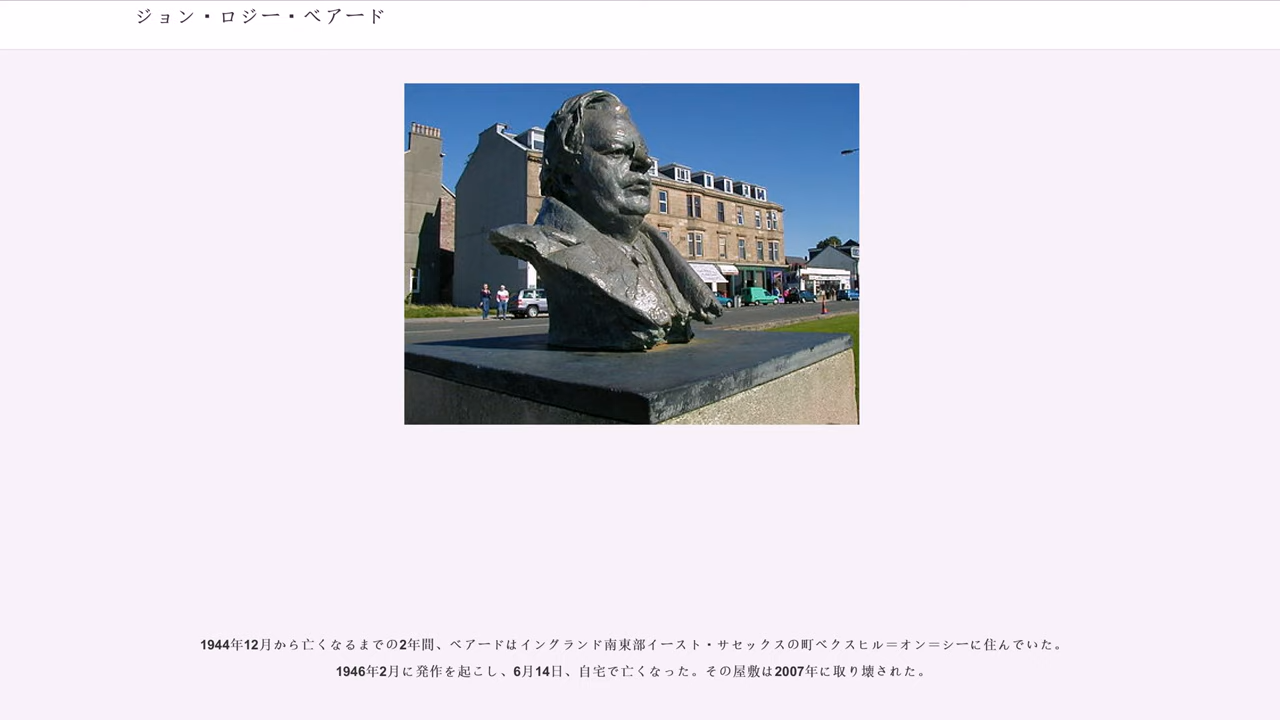 ジョン・ロジー・ベアード
1944年12月から亡くなるまでの2年間、ベアードはイングランド南東部イースト・サセックスの町ベクスヒル＝オン＝シーに住んでいた。
1946年2月に発作を起こし、6月14日、自宅で亡くなった。その屋敷は2007年に取り壊された。